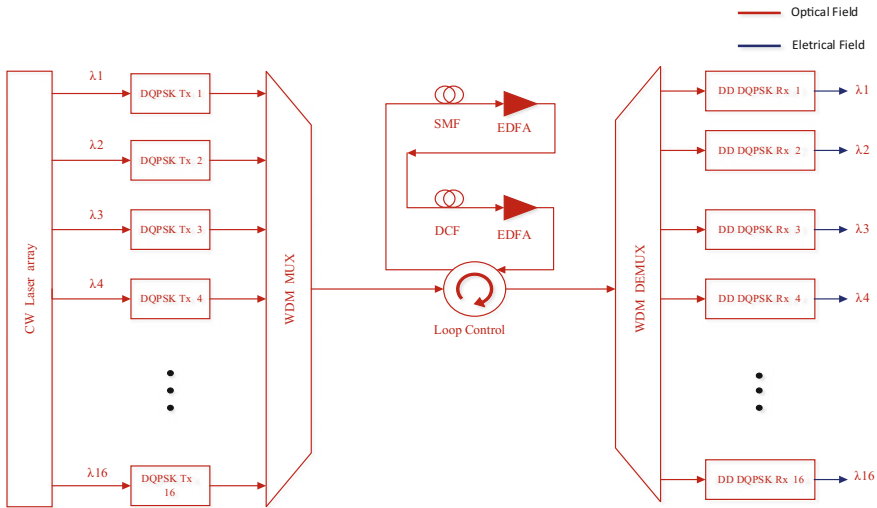 Optical Field
Eletrical Field
CW Laser array
λ1
DQPSK Tx 1
λ2
DQPSK Tx 2
λ3
DQPSK Tx 3
λ4
DQPSK Tx 4
λ16
DQPSK Tx
16
WDM MUX
SMF
EDFA
DCF
EDFA
Loop Control
WDM DEMUX
DD DQPSK Rx 1
λ1
DD DQPSK Rx 2
λ2
DD DQPSK Rx 3
λ3
DD DQPSK Rx 4
λ4
DD DQPSK Rx 16
λ16